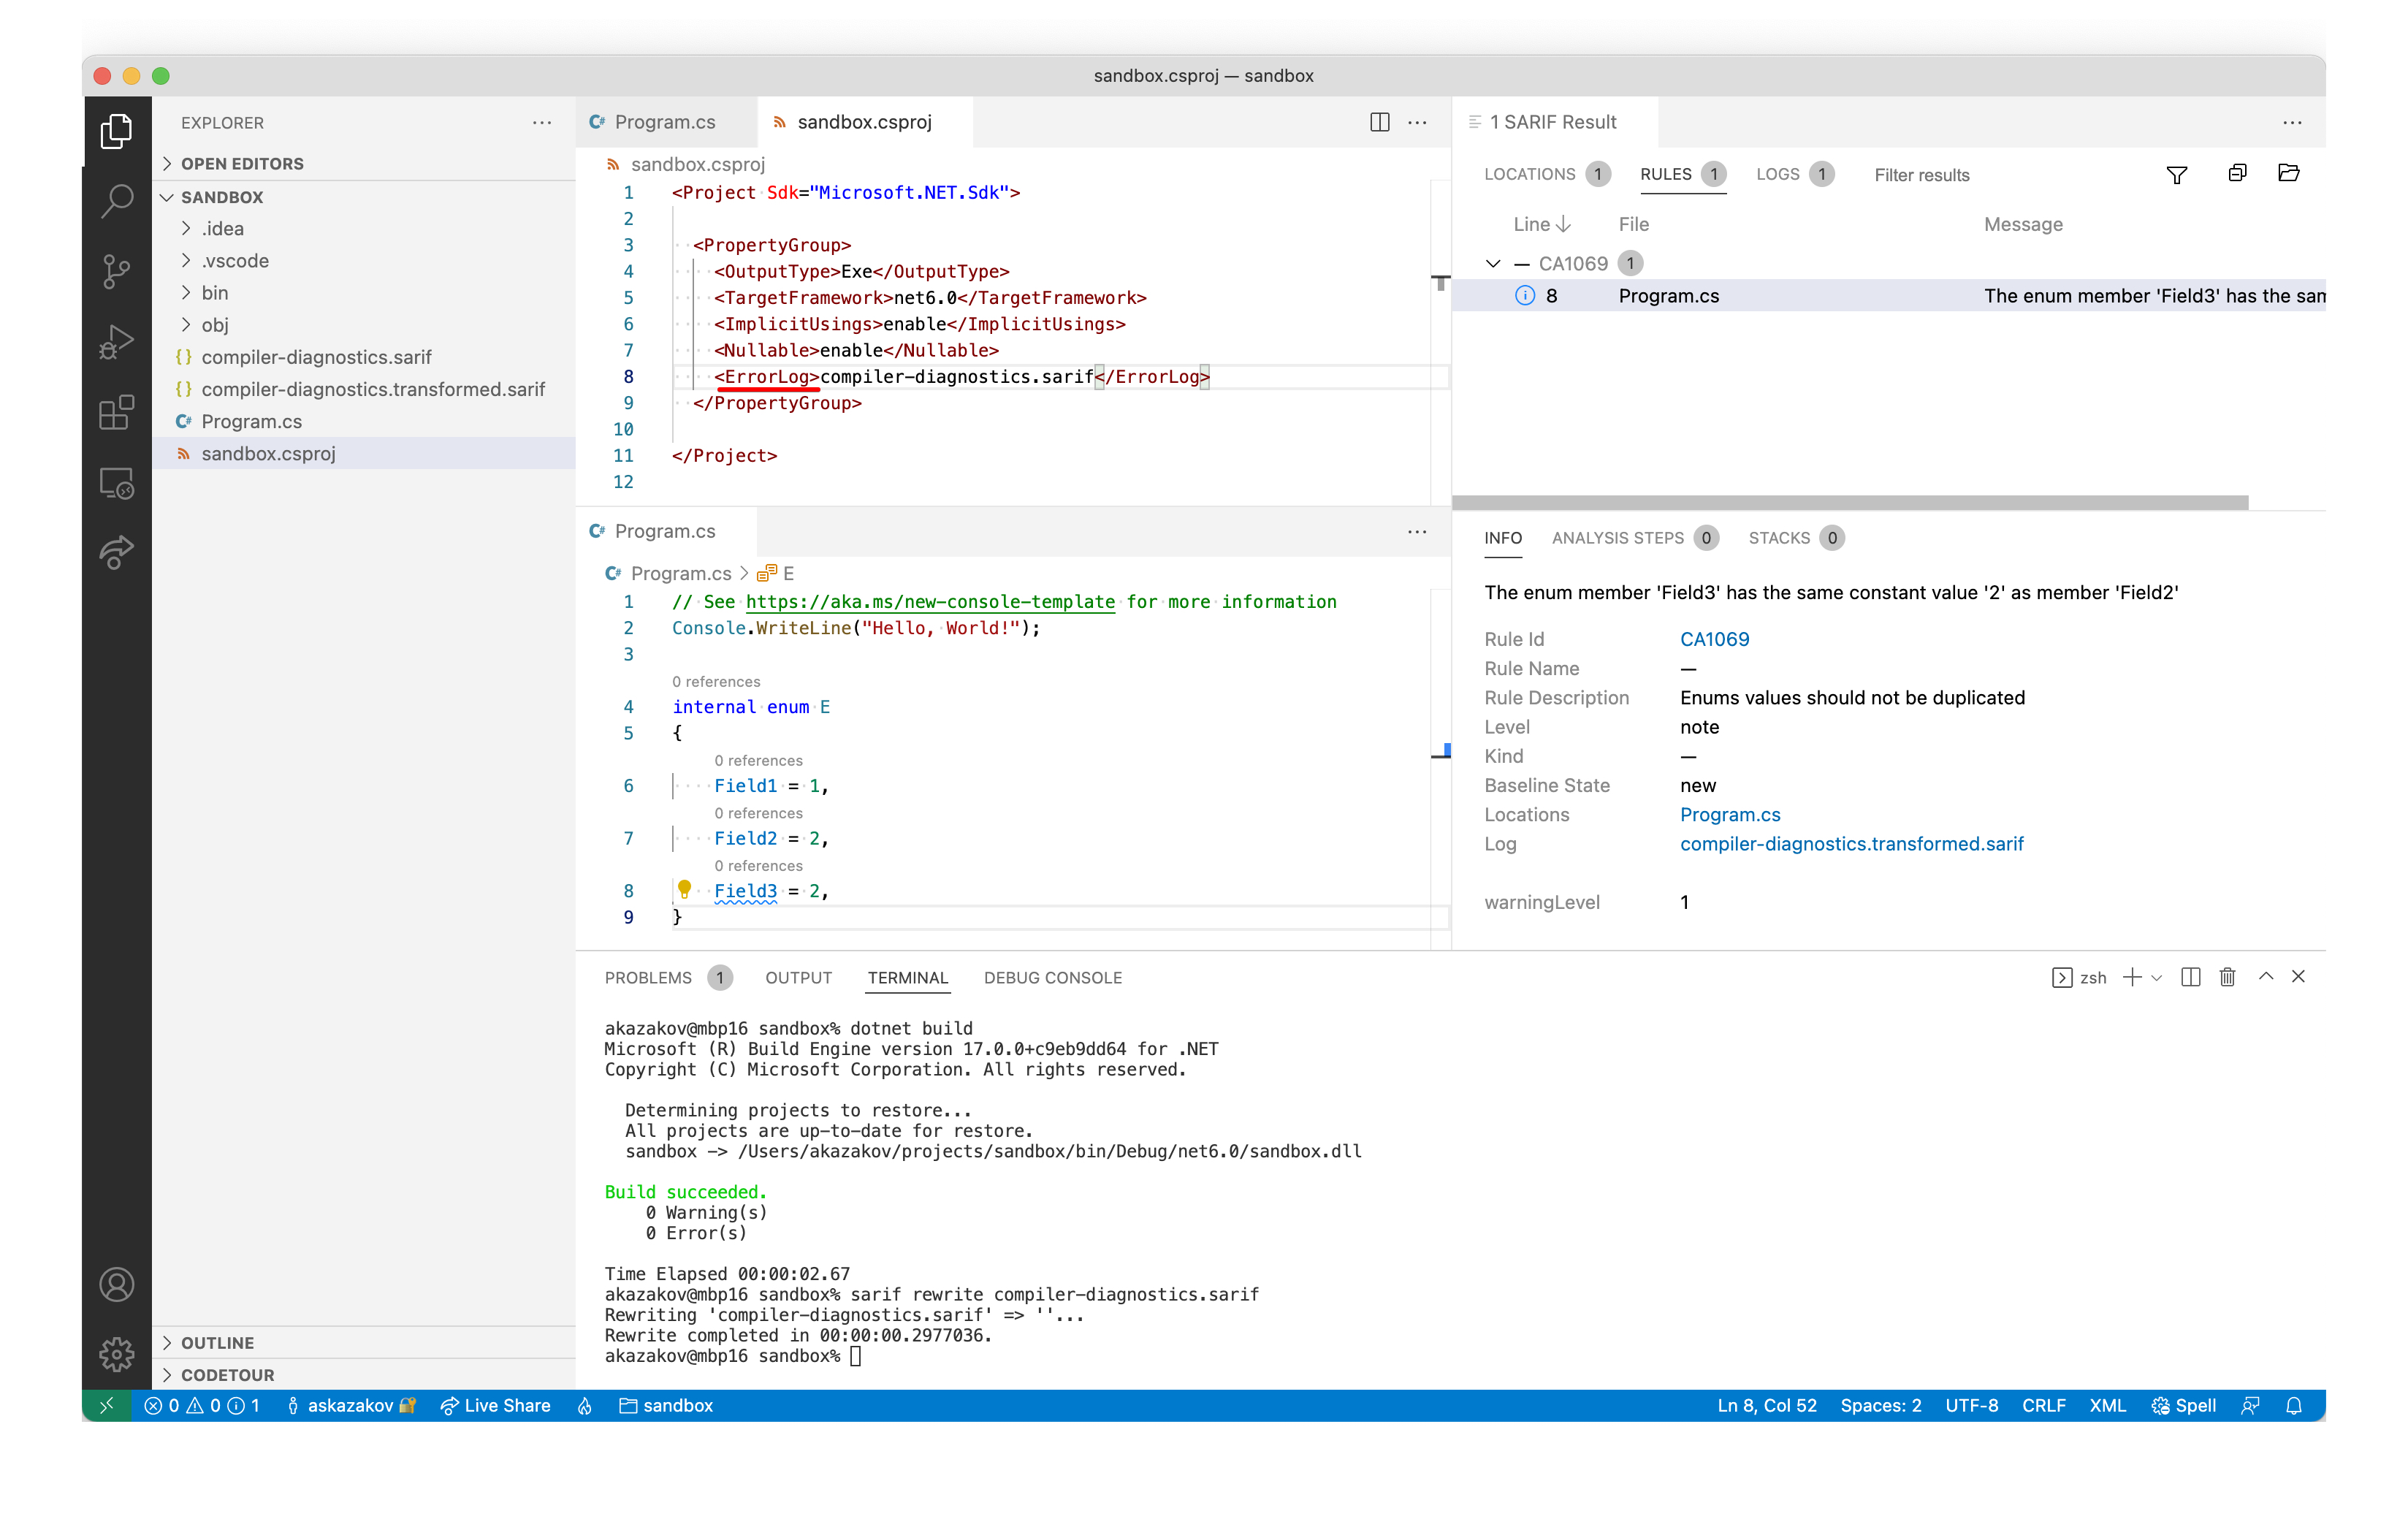 sandbox.csproj — sandbox
EXPLORER
OPEN EDITORS
SANDBOX
.idea
.vscode
bin
obj
compiler-diagnostics.sarif
compiler-diagnostics.transformed.sarif
Program.cs
sandbox.csproj
OUTLINE
CODETOUR
Program.cs
sandbox.csproj
sandbox.csproj
1 <Project Sdk="Microsoft.NET.Sdk">
2
3 <PropertyGroup>
4 <OutputType>Exe</OutputType>
5 <TargetFramework>net6.0</TargetFramework>
6 <ImplicitUsings>enable</ImplicitUsings>
7 <Nullable>enable</Nullable>
8 <ErrorLog>compiler-diagnostics.sarif</ErrorLog>
9 </PropertyGroup>
10
11 </Project>
12
Program.cs
Program.cs > E
1 // See https://aka.ms/new-console-template for more information
2 Console.WriteLine("Hello, World!");
3
0 references
4 internal enum E
5 {
0 references
6 Field1 = 1,
0 references
7 Field2 = 2,
0 references
8 Field3 = 2,
9 }
1 SARIF Result
LOCATIONS 1 RULES 1 LOGS 1 Filter results
Line File Message
CA1069 1
8 Program.cs The enum member 'Field3' has the sam
INFO ANALYSIS STEPS 0 STACKS 0
The enum member 'Field3' has the same constant value '2' as member 'Field2'
Rule Id CA1069
Rule Name —
Rule Description Enums values should not be duplicated
Level note
Kind —
Baseline State new
Locations Program.cs
Log compiler-diagnostics.transformed.sarif
warningLevel 1
PROBLEMS 1 OUTPUT TERMINAL DEBUG CONSOLE zsh
akazakov@mbp16 sandbox% dotnet build
Microsoft (R) Build Engine version 17.0.0+c9eb9dd64 for .NET
Copyright (C) Microsoft Corporation. All rights reserved.
Determining projects to restore...
All projects are up-to-date for restore.
sandbox -> /Users/akazakov/projects/sandbox/bin/Debug/net6.0/sandbox.dll
Build succeeded.
0 Warning(s)
0 Error(s)
Time Elapsed 00:00:02.67
akazakov@mbp16 sandbox% sarif rewrite compiler-diagnostics.sarif
Rewriting 'compiler-diagnostics.sarif' => ''...
Rewrite completed in 00:00:00.2977036.
akazakov@mbp16 sandbox%
0 0 1 askazakov Live Share sandbox Ln 8, Col 52 Spaces: 2 UTF-8 CRLF XML Spell